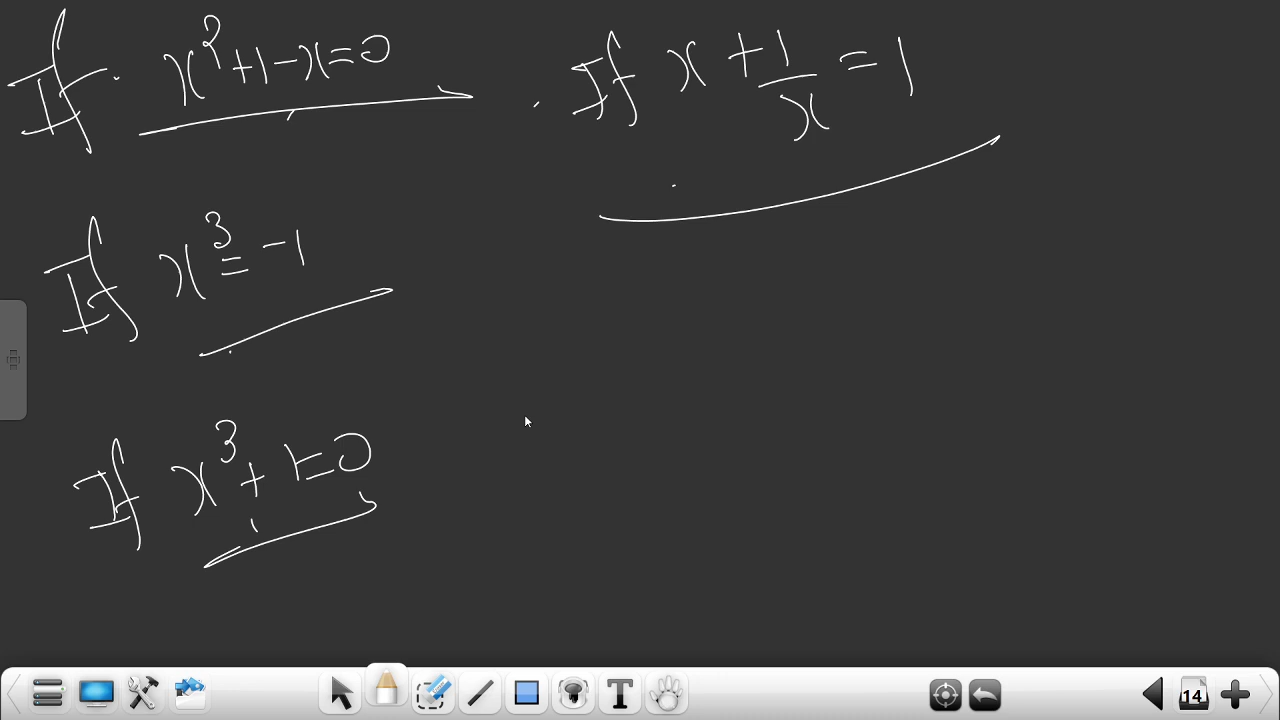 If x²+1-x=0
If x + 1/x = 1
If x³ = -1
If x³+1=0
T
14